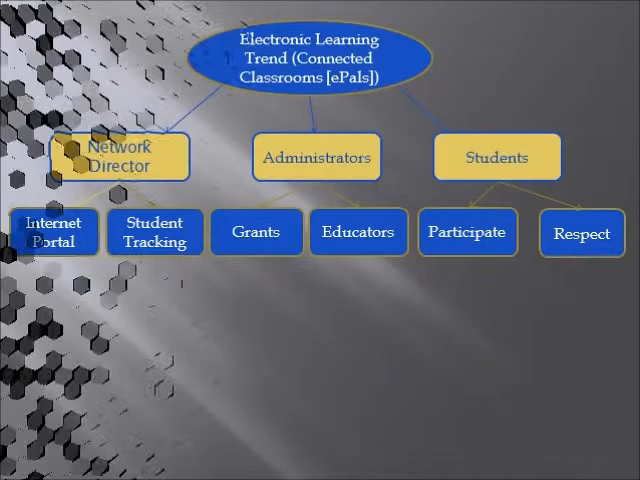 Electronic Learning
Trend (Connected
Classrooms [ePals])
Network
Director
Administrators
Students
Internet
Portal
Student
Tracking
Grants
Educators
Participate
Respect